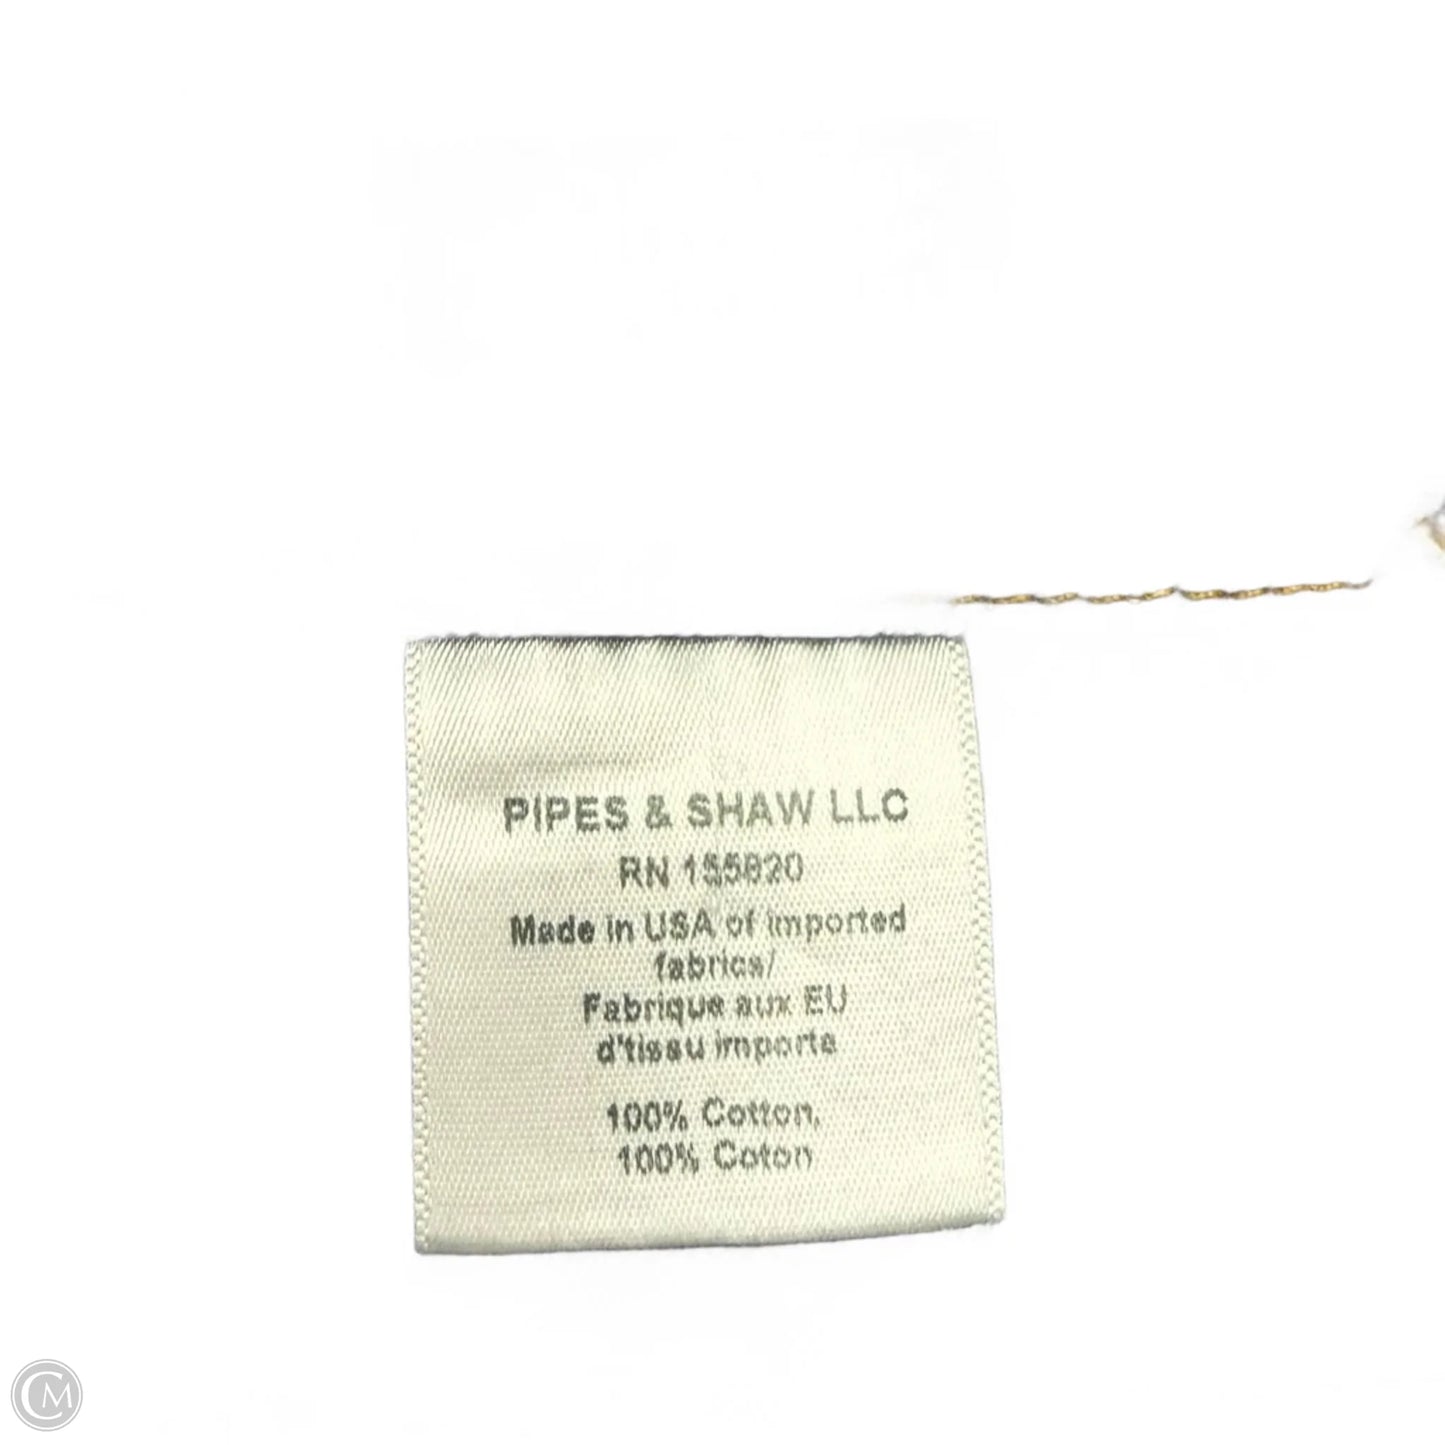 PIPES & SHAW LLC
RN 155820
Made in USA of imported
fabrics/
Fabrique aux EU
d'tissu importe
100% Cotton,
100% Coton
CM